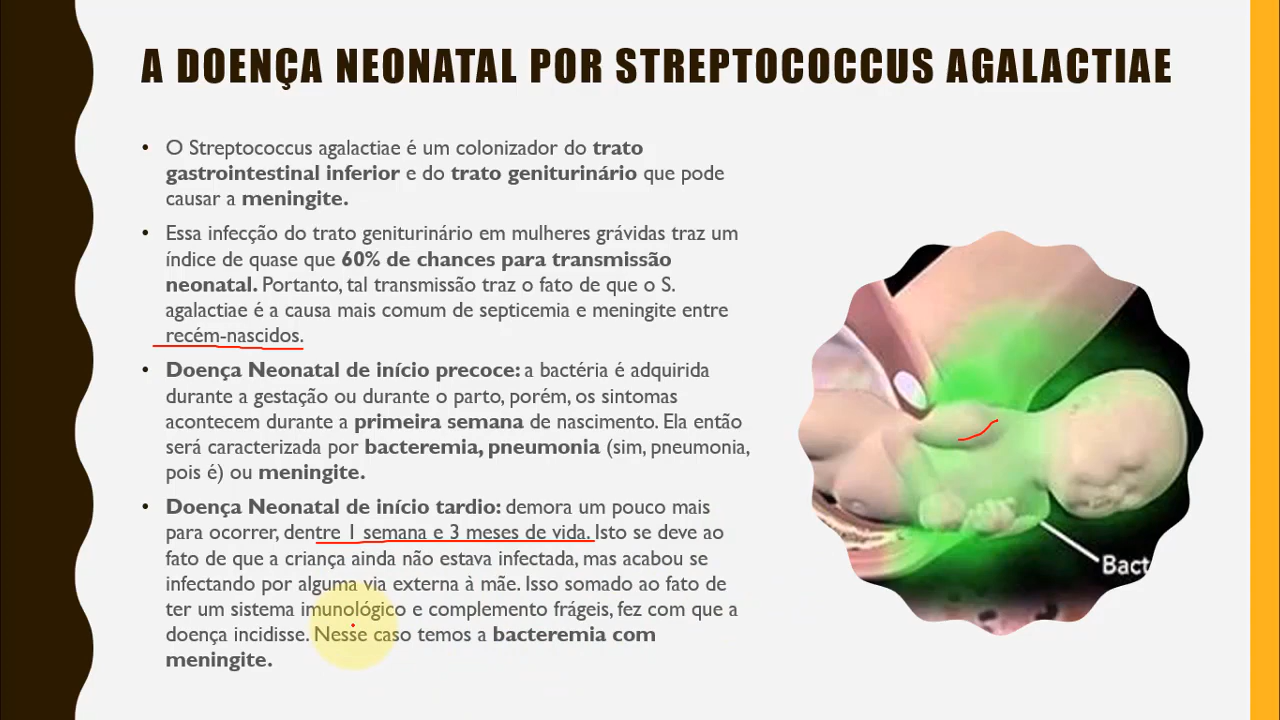 A DOENÇA NEONATAL POR STREPTOCOCCUS AGALACTIAE
• O Streptococcus agalactiae é um colonizador do trato
gastrointestinal inferior e do trato geniturinário que pode
causar a meningite.
• Essa infecção do trato geniturinário em mulheres grávidas traz um
índice de quase que 60% de chances para transmissão
neonatal. Portanto, tal transmissão traz o fato de que o S.
agalactiae é a causa mais comum de septicemia e meningite entre
recém-nascidos.
• Doença Neonatal de início precoce: a bactéria é adquirida
durante a gestação ou durante o parto, porém, os sintomas
acontecem durante a primeira semana de nascimento. Ela então
será caracterizada por bacteremia, pneumonia (sim, pneumonia,
pois é) ou meningite.
• Doença Neonatal de início tardio: demora um pouco mais
para ocorrer, dentre 1 semana e 3 meses de vida. Isto se deve ao
fato de que a criança ainda não estava infectada, mas acabou se
infectando por alguma via externa à mãe. Isso somado ao fato de
ter um sistema imunológico e complemento frágeis, fez com que a
doença incidisse. Nesse caso temos a bacteremia com
meningite.
Bact